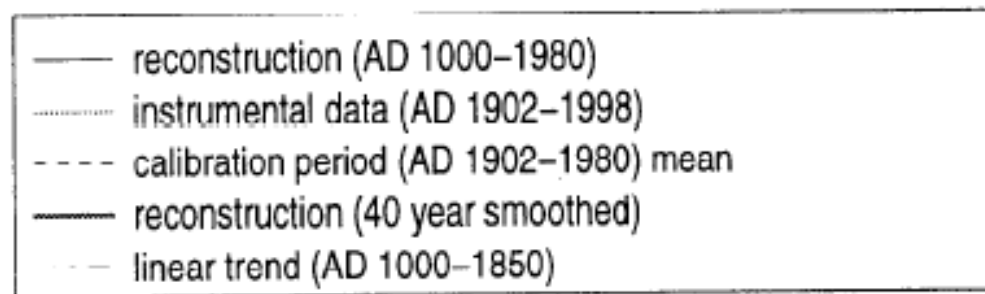 reconstruction (AD 1000–1980)
instrumental data (AD 1902–1998)
calibration period (AD 1902–1980) mean
reconstruction (40 year smoothed)
linear trend (AD 1000–1850)